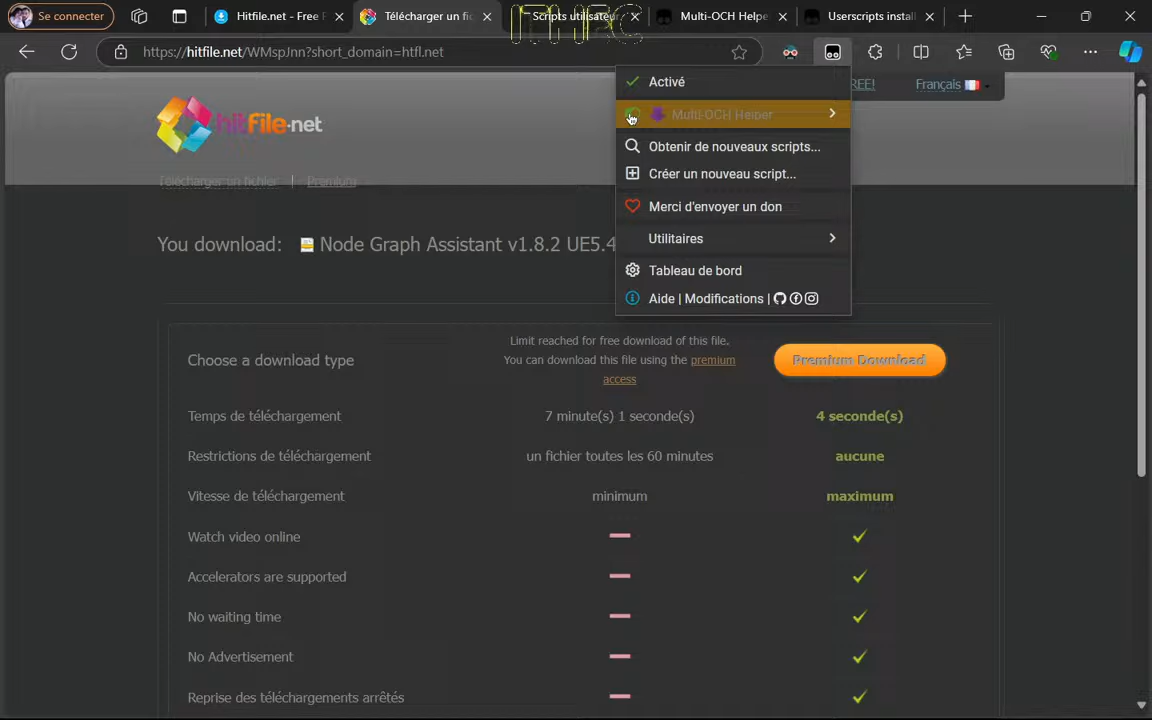 Se connecter
Hitfile.net - Free F
Télécharger un fic
Scripts utilisateur
Multi-OCH Helpe
Userscripts install
https://hitfile.net/WMspJnn?short_domain=htfl.net
Activé
REE!
Français
Multi-OCH Helper
hitfile.net
Obtenir de nouveaux scripts...
Créer un nouveau script...
Télécharger un fichier | Premium
Merci d'envoyer un don
Utilitaires
You download: Node Graph Assistant v1.8.2 UE5.4
Tableau de bord
Aide | Modifications |
Limit reached for free download of this file.
Choose a download type
You can download this file using the premium
access
Premium Download
Temps de téléchargement 7 minute(s) 1 seconde(s) 4 seconde(s)
Restrictions de téléchargement un fichier toutes les 60 minutes aucune
Vitesse de téléchargement minimum maximum
Watch video online
Accelerators are supported
No waiting time
No Advertisement
Reprise des téléchargements arrêtés